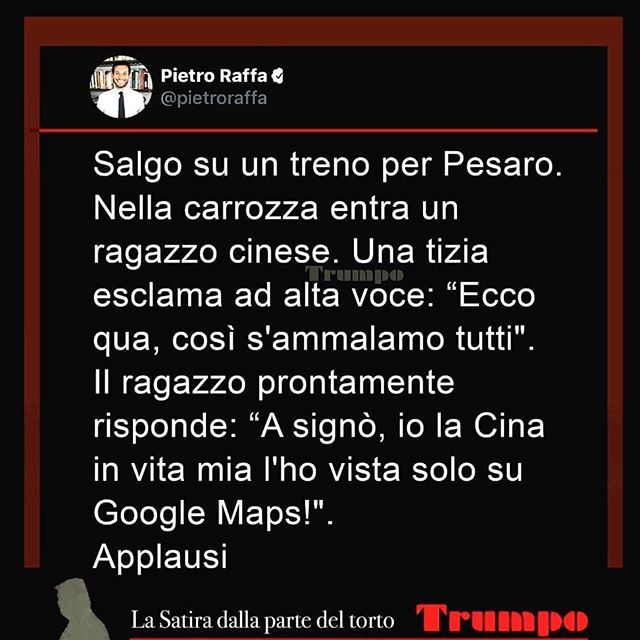 Pietro Raffa
@pietroraffa
Salgo su un treno per Pesaro.
Nella carrozza entra un
ragazzo cinese. Una tizia
Trumpo
esclama ad alta voce: “Ecco
qua, così s'ammalamo tutti".
Il ragazzo prontamente
risponde: “A signò, io la Cina
in vita mia l'ho vista solo su
Google Maps!".
Applausi
La Satira dalla parte del torto Trumpo